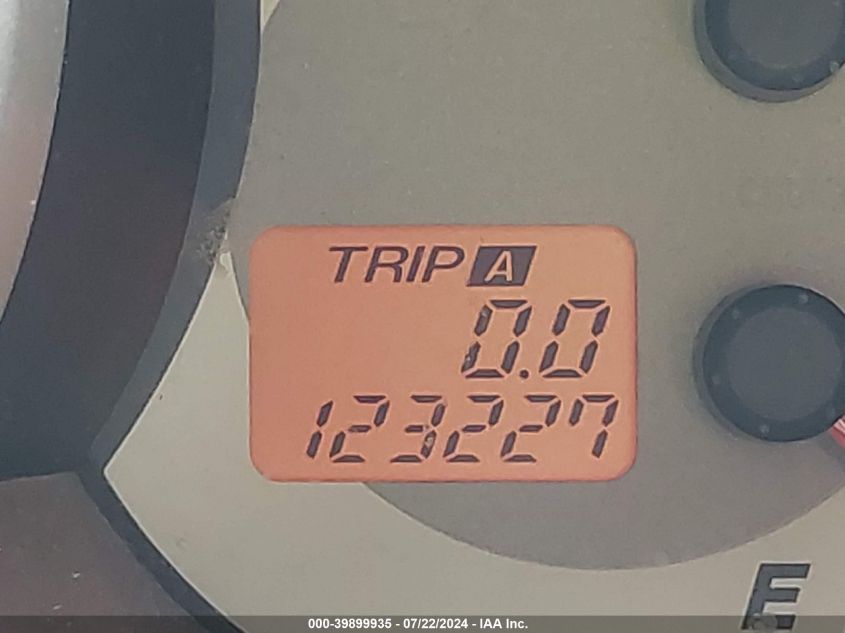 TRIP A
0.0
123227
E
000-39899935 - 07/22/2024 - IAA Inc.